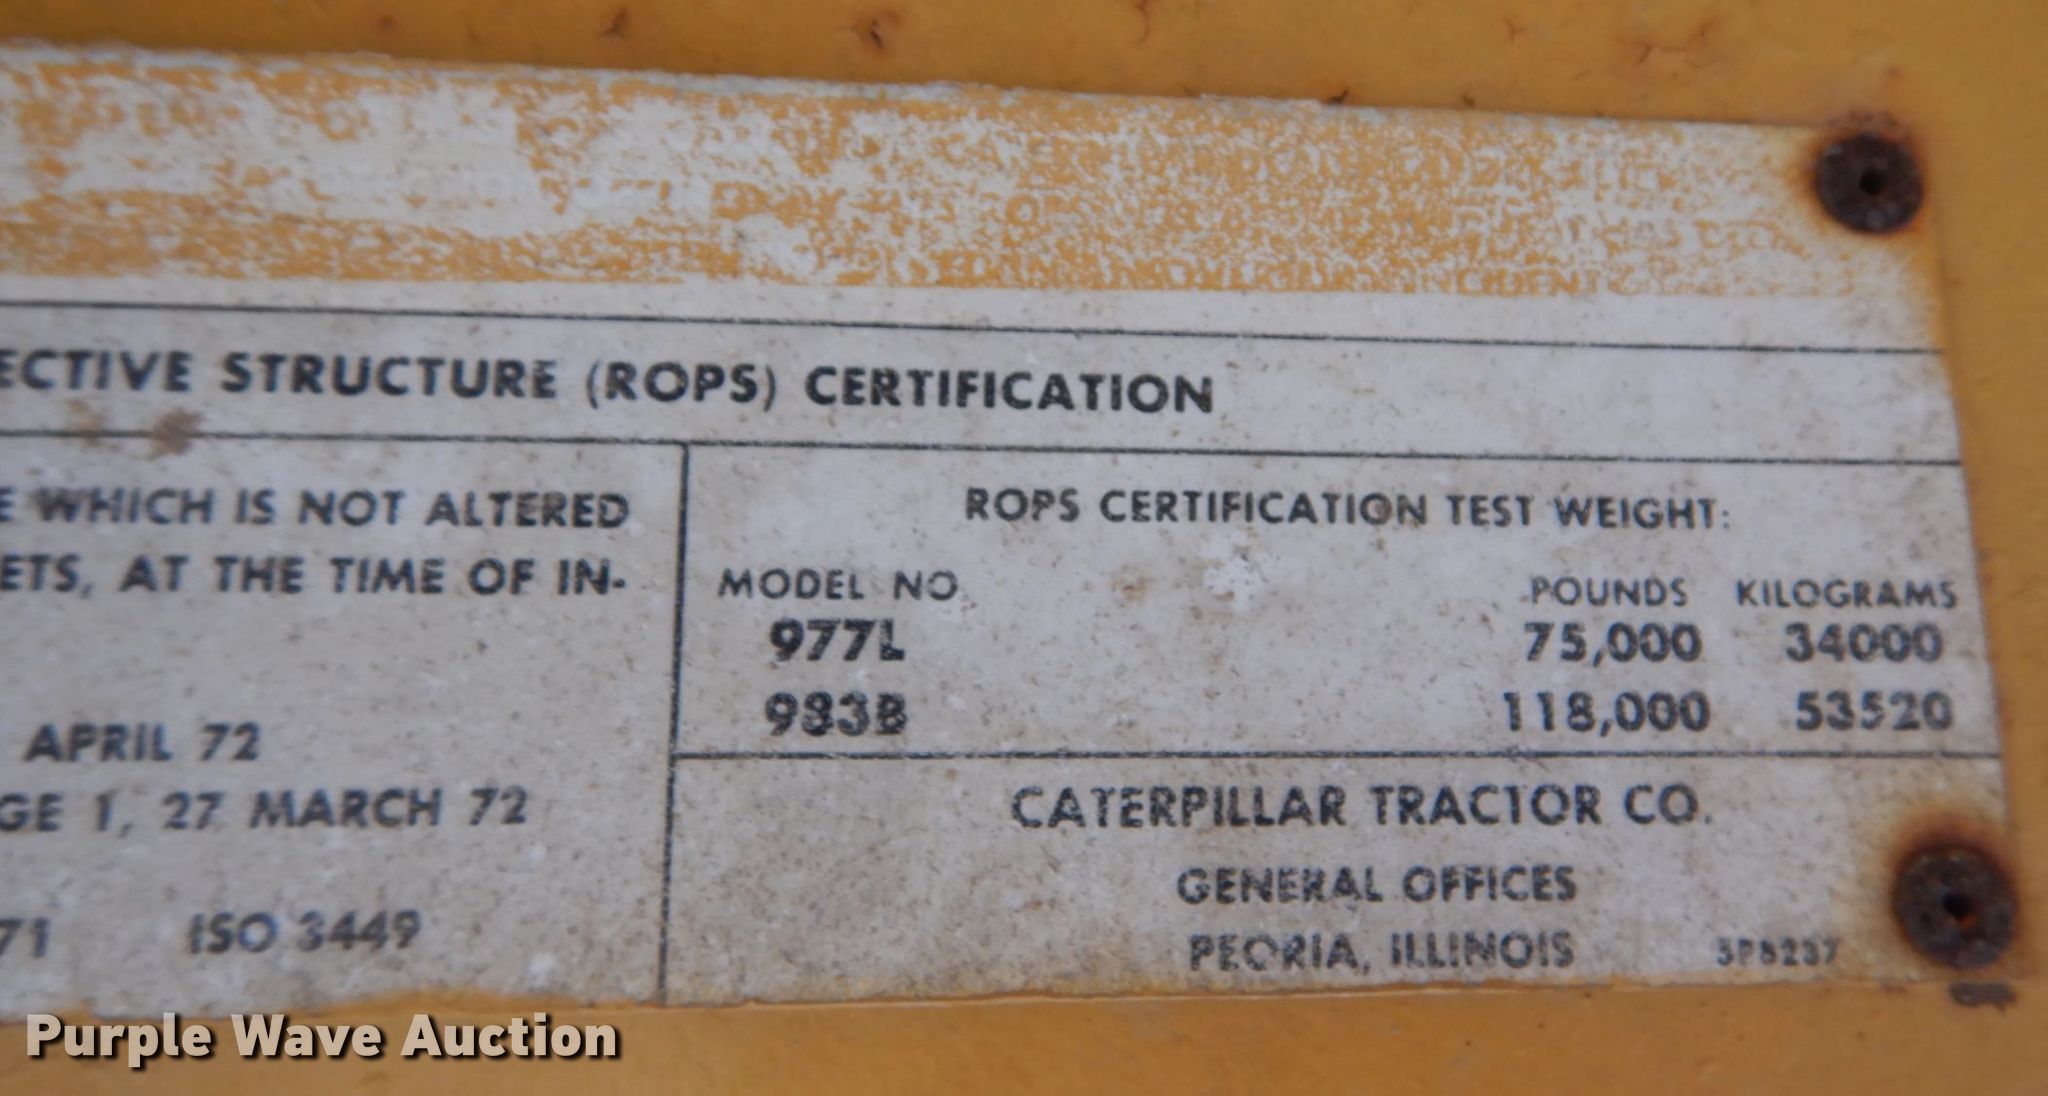 ECTIVE STRUCTURE (ROPS) CERTIFICATION
E WHICH IS NOT ALTERED
ETS, AT THE TIME OF IN-
APRIL 72
GE 1, 27 MARCH 72
71 ISO 3449
ROPS CERTIFICATION TEST WEIGHT:
MODEL NO POUNDS KILOGRAMS
977L 75,000 34000
983B 118,000 53520
CATERPILLAR TRACTOR CO.
GENERAL OFFICES
PEORIA, ILLINOIS 5P8237
Purple Wave Auction